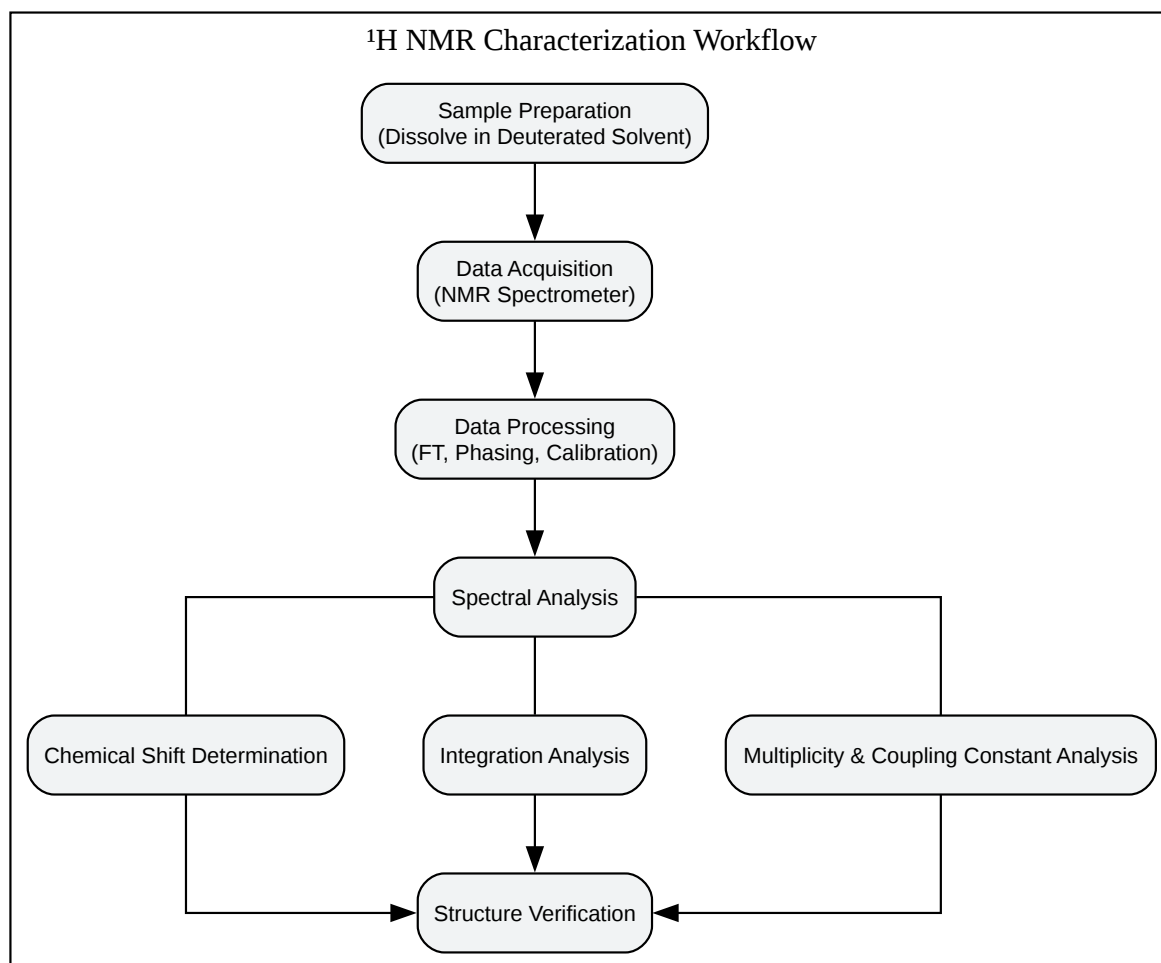 ¹H NMR Characterization Workflow
Sample Preparation
(Dissolve in Deuterated Solvent)
Data Acquisition
(NMR Spectrometer)
Data Processing
(FT, Phasing, Calibration)
Spectral Analysis
Chemical Shift Determination
Integration Analysis
Multiplicity & Coupling Constant Analysis
Structure Verification